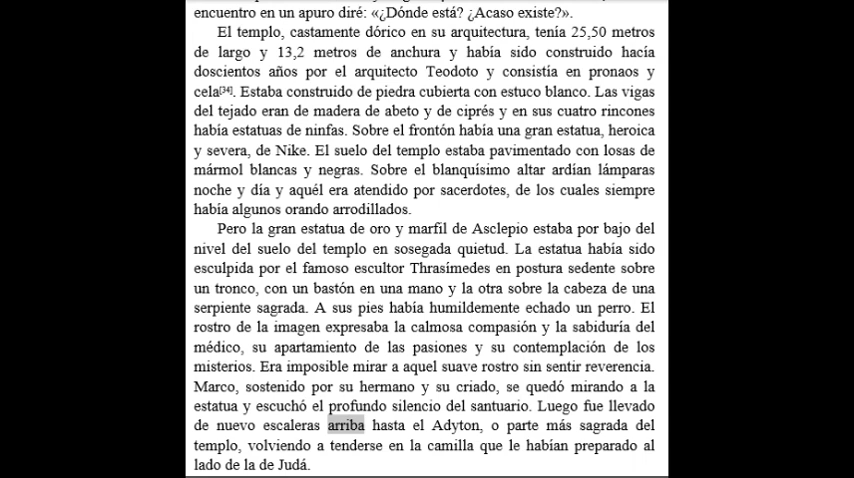 encuentro en un apuro diré: «¿Dónde está? ¿Acaso existe?».
El templo, castamente dórico en su arquitectura, tenía 25,50 metros
de largo y 13,2 metros de anchura y había sido construido hacía
doscientos años por el arquitecto Teodoto y consistía en pronaos y
cela[34]. Estaba construido de piedra cubierta con estuco blanco. Las vigas
del tejado eran de madera de abeto y de ciprés y en sus cuatro rincones
había estatuas de ninfas. Sobre el frontón había una gran estatua, heroica
y severa, de Nike. El suelo del templo estaba pavimentado con losas de
mármol blancas y negras. Sobre el blanquísimo altar ardían lámparas
noche y día y aquél era atendido por sacerdotes, de los cuales siempre
había algunos orando arrodillados.
Pero la gran estatua de oro y marfil de Asclepio estaba por bajo del
nivel del suelo del templo en sosegada quietud. La estatua había sido
esculpida por el famoso escultor Thrasímedes en postura sedente sobre
un tronco, con un bastón en una mano y la otra sobre la cabeza de una
serpiente sagrada. A sus pies había humildemente echado un perro. El
rostro de la imagen expresaba la calmosa compasión y la sabiduría del
médico, su apartamiento de las pasiones y su contemplación de los
misterios. Era imposible mirar a aquel suave rostro sin sentir reverencia.
Marco, sostenido por su hermano y su criado, se quedó mirando a la
estatua y escuchó el profundo silencio del santuario. Luego fue llevado
de nuevo escaleras arriba hasta el Adyton, o parte más sagrada del
templo, volviendo a tenderse en la camilla que le habían preparado al
lado de la de Judá.